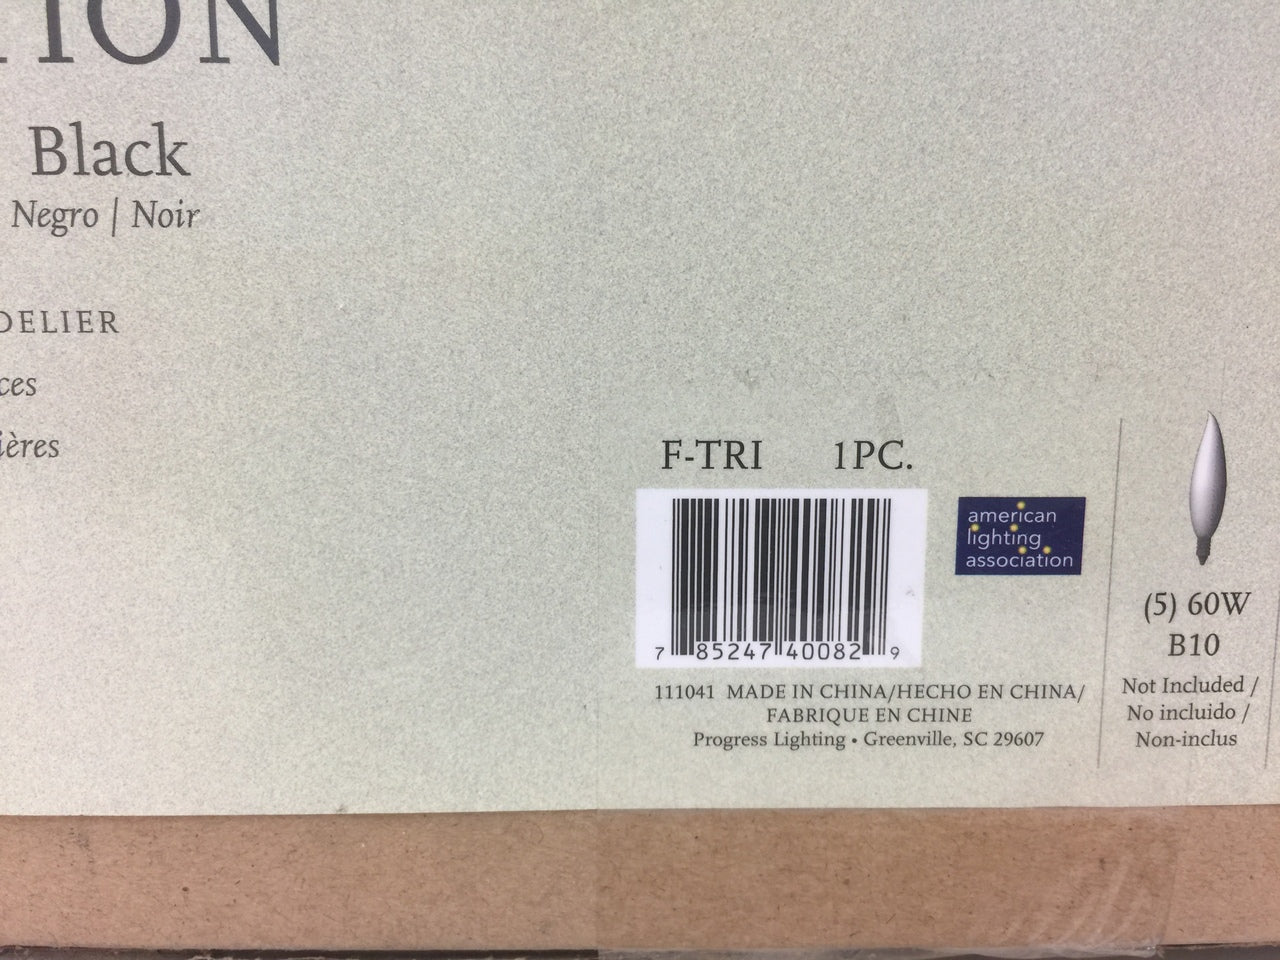 TION
Black
Negro | Noir
DELIER
ces
ières
F-TRI 1PC.
7 85247 40082 9
american
lighting
association
111041 MADE IN CHINA/HECHO EN CHINA/
FABRIQUE EN CHINE
Progress Lighting • Greenville, SC 29607
(5) 60W
B10
Not Included /
No incluido /
Non-inclus